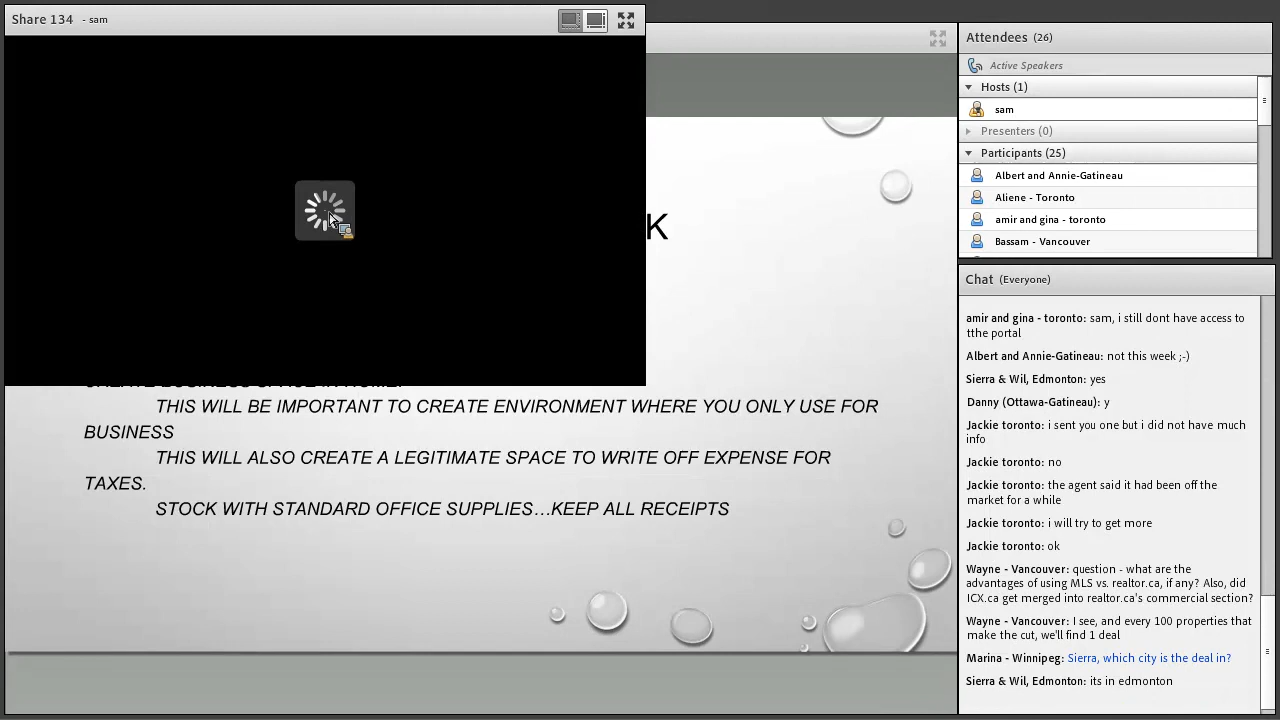 Share 134 - sam
K
THIS WILL BE IMPORTANT TO CREATE ENVIRONMENT WHERE YOU ONLY USE FOR
BUSINESS
THIS WILL ALSO CREATE A LEGITIMATE SPACE TO WRITE OFF EXPENSE FOR
TAXES.
STOCK WITH STANDARD OFFICE SUPPLIES…KEEP ALL RECEIPTS
Attendees (26)
Active Speakers
Hosts (1)
sam
Presenters (0)
Participants (25)
Albert and Annie-Gatineau
Aliene - Toronto
amir and gina - toronto
Bassam - Vancouver
Chat (Everyone)
amir and gina - toronto: sam, i still dont have access to
tthe portal
Albert and Annie-Gatineau: not this week ;-)
Sierra & Wil, Edmonton: yes
Danny (Ottawa-Gatineau): y
Jackie toronto: i sent you one but i did not have much
info
Jackie toronto: no
Jackie toronto: the agent said it had been off the
market for a while
Jackie toronto: i will try to get more
Jackie toronto: ok
Wayne - Vancouver: question - what are the
advantages of using MLS vs. realtor.ca, if any? Also, did
ICX.ca get merged into realtor.ca's commercial section?
Wayne - Vancouver: I see, and every 100 properties that
make the cut, we'll find 1 deal
Marina - Winnipeg: Sierra, which city is the deal in?
Sierra & Wil, Edmonton: its in edmonton